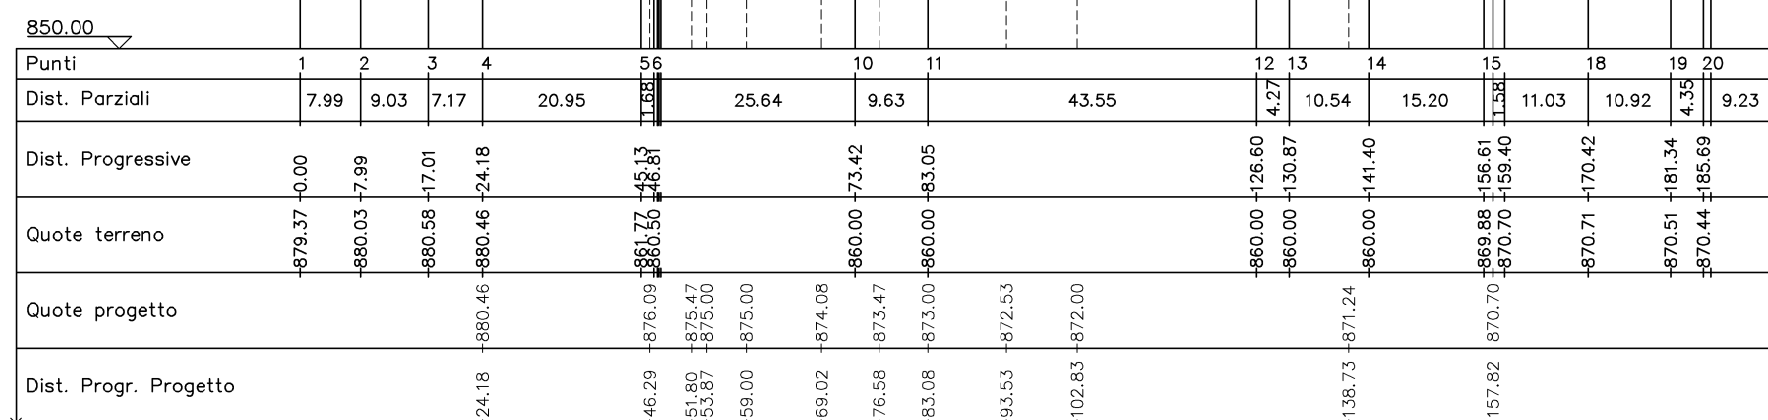 850.00
Punti 1 2 3 4 5 6 10 11 12 13 14 15 18 19 20
Dist. Parziali 7.99 9.03 7.17 20.95 1.68 25.64 9.63 43.55 4.27 10.54 15.20 1.58 11.03 10.92 4.35 9.23
Dist. Progressive 0.00 7.99 17.01 24.18 45.13 46.81 73.42 83.05 126.60 130.87 141.40 156.61 159.40 170.42 181.34 185.69
Quote terreno 879.37 880.03 880.58 880.46 861.77 860.50 860.00 860.00 860.00 860.00 860.00 869.88 870.70 870.71 870.51 870.44
Quote progetto 880.46 876.09 875.47 875.00 875.00 874.08 873.47 873.00 872.53 872.00 871.24 870.70
Dist. Progr. Progetto 24.18 46.29 51.80 53.87 59.00 69.02 76.58 83.08 93.53 102.83 138.73 157.82